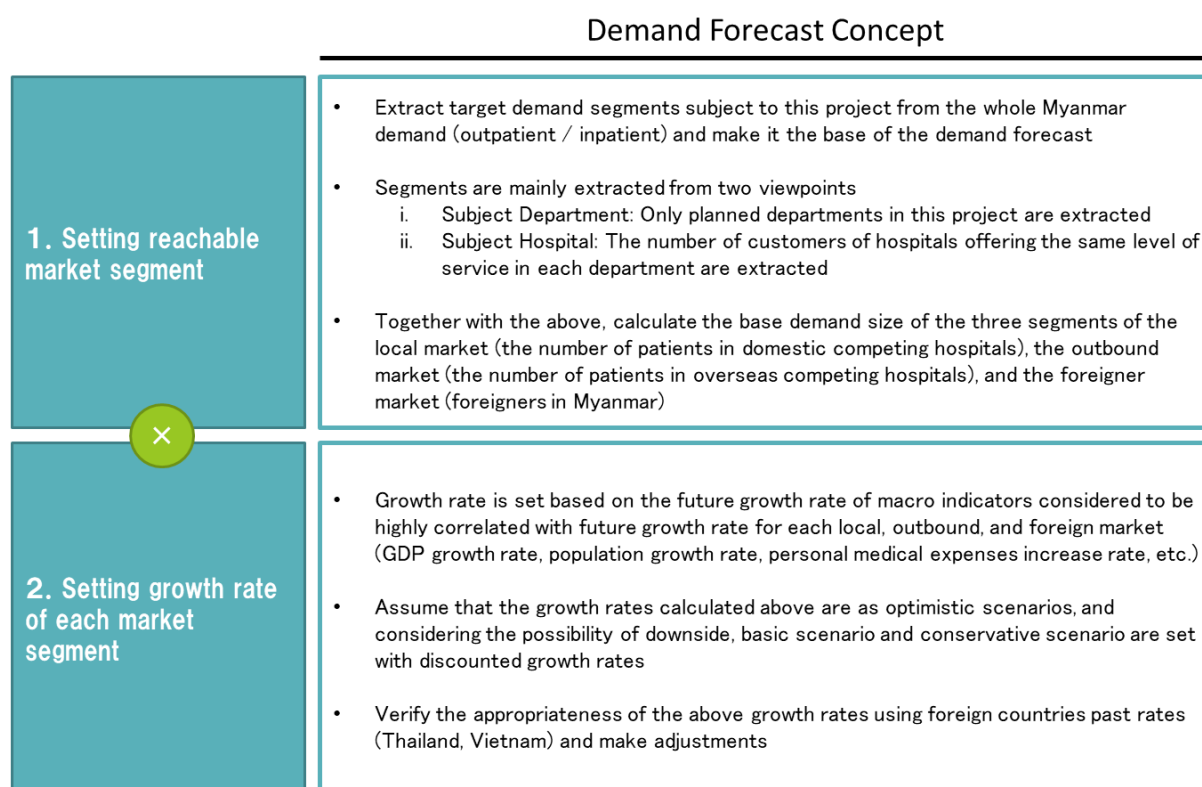 Demand Forecast Concept
1. Setting reachable
market segment
• Extract target demand segments subject to this project from the whole Myanmar
demand (outpatient / inpatient) and make it the base of the demand forecast
• Segments are mainly extracted from two viewpoints
i. Subject Department: Only planned departments in this project are extracted
ii. Subject Hospital: The number of customers of hospitals offering the same level of
service in each department are extracted
• Together with the above, calculate the base demand size of the three segments of the
local market (the number of patients in domestic competing hospitals), the outbound
market (the number of patients in overseas competing hospitals), and the foreigner
market (foreigners in Myanmar)
×
2. Setting growth rate
of each market
segment
• Growth rate is set based on the future growth rate of macro indicators considered to be
highly correlated with future growth rate for each local, outbound, and foreign market
(GDP growth rate, population growth rate, personal medical expenses increase rate, etc.)
• Assume that the growth rates calculated above are as optimistic scenarios, and
considering the possibility of downside, basic scenario and conservative scenario are set
with discounted growth rates
• Verify the appropriateness of the above growth rates using foreign countries past rates
(Thailand, Vietnam) and make adjustments